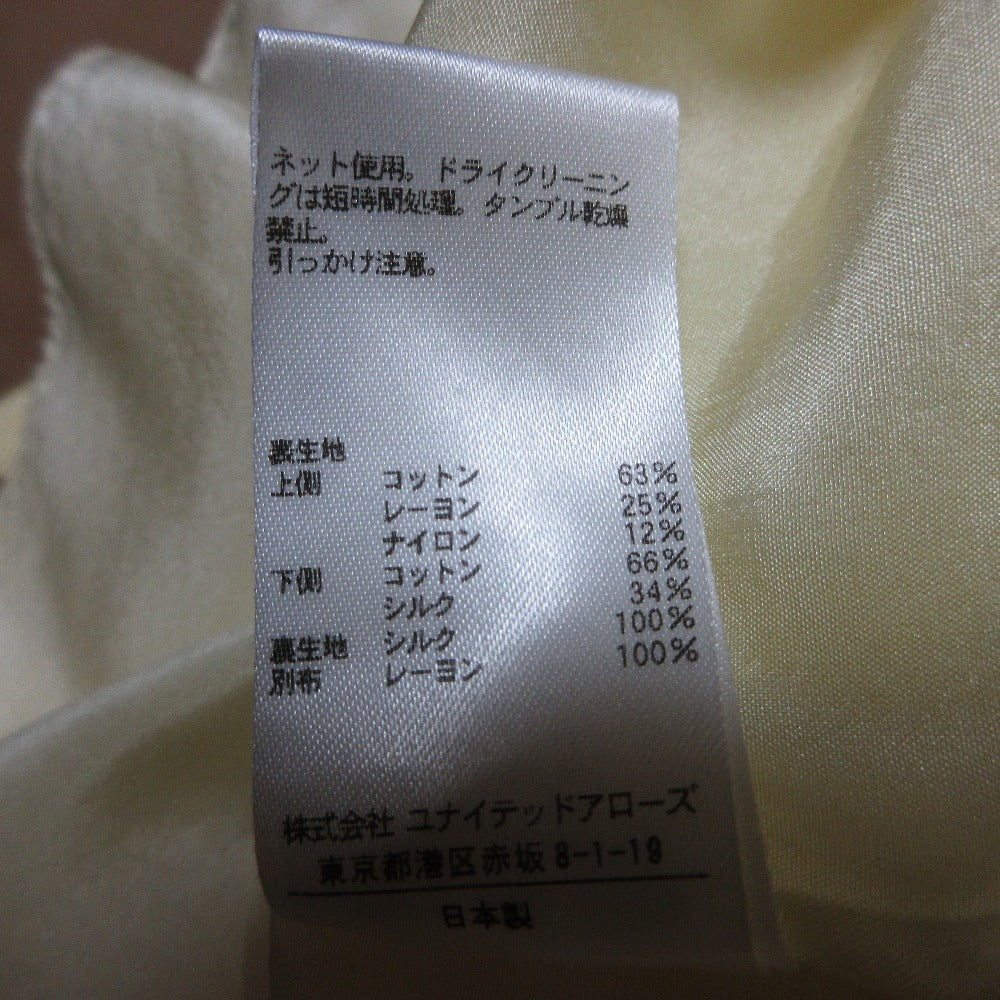 ネット使用。ドライクリーニン
グは短時間処理。タンブル乾燥
禁止。
引っかけ注意。
表生地
上側 コットン 63%
レーヨン 25%
ナイロン 12%
下側 コットン 66%
シルク 34%
裏生地 シルク 100%
別布 レーヨン 100%
株式会社 ユナイテッドアローズ
東京都港区赤坂 8-1-19
日本製